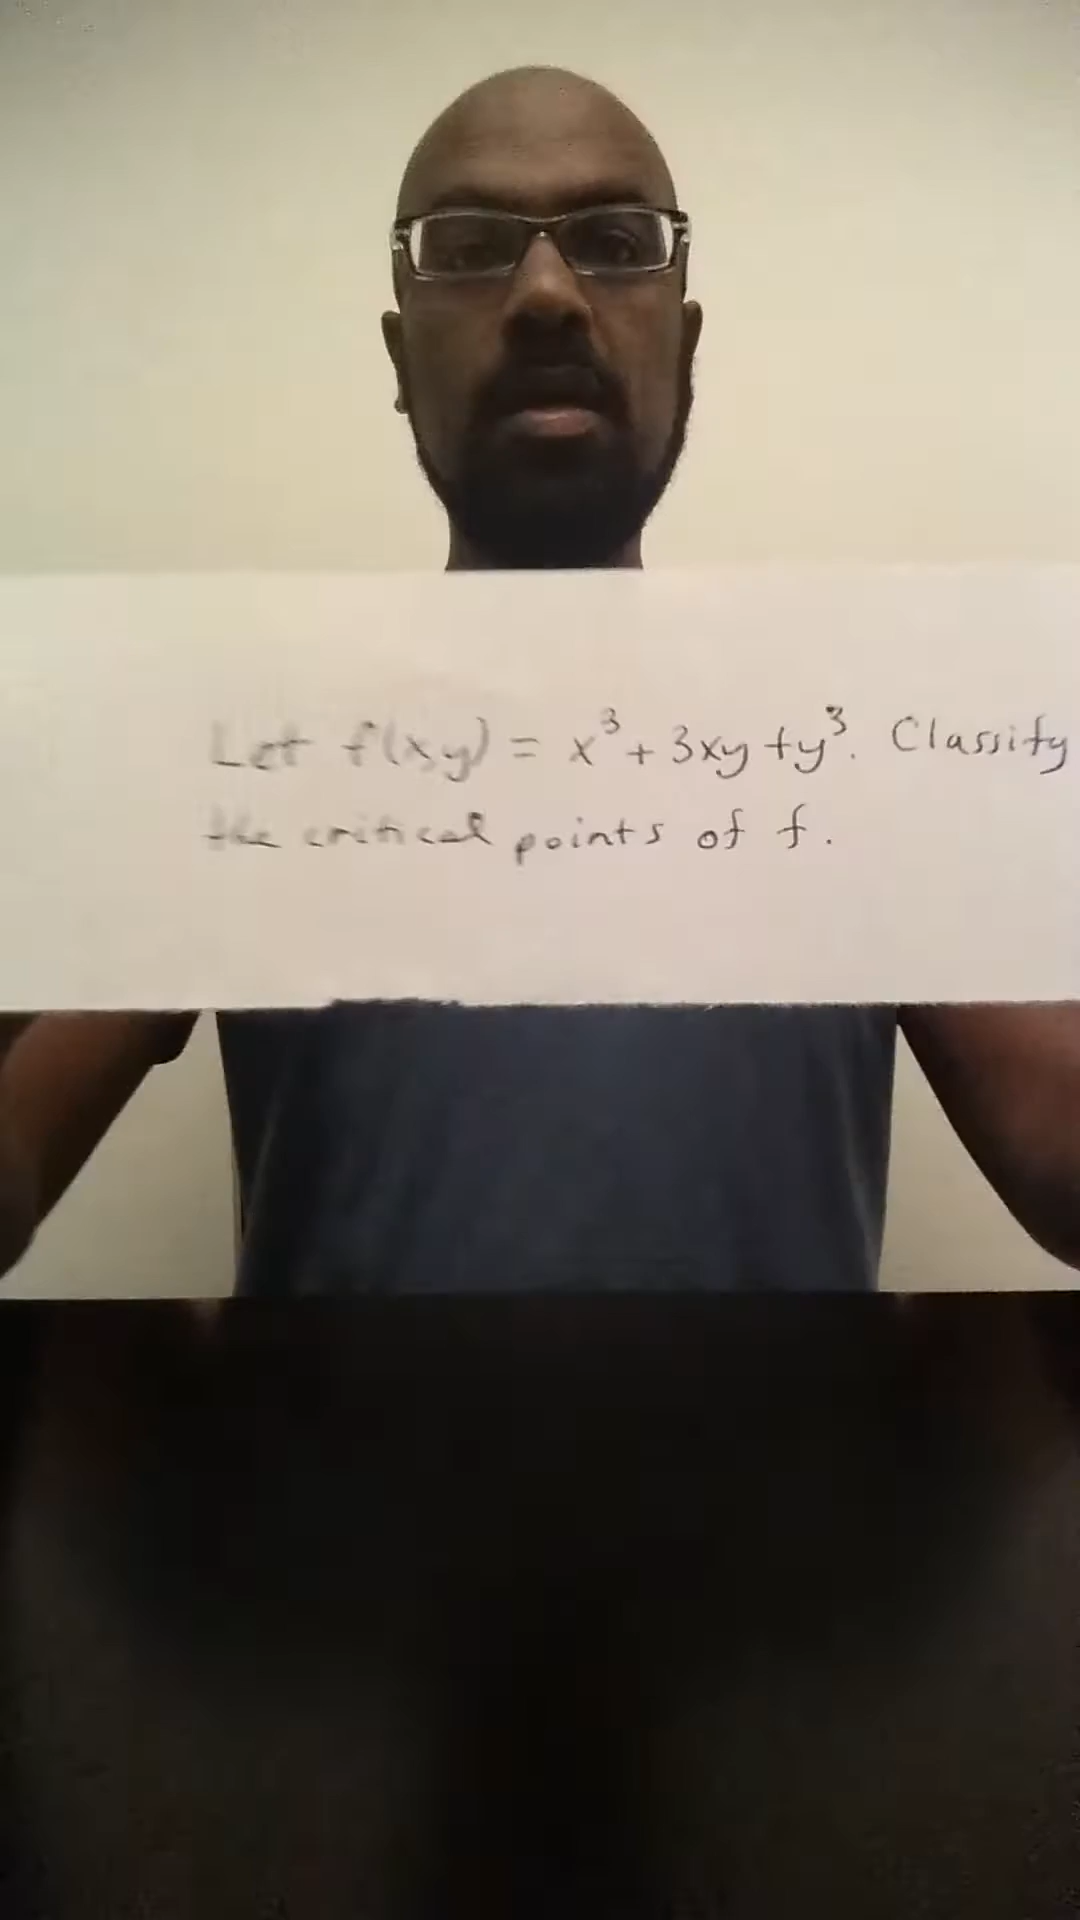 Let f(x,y) = x³ + 3xy + y³. Classify
the critical points of f.